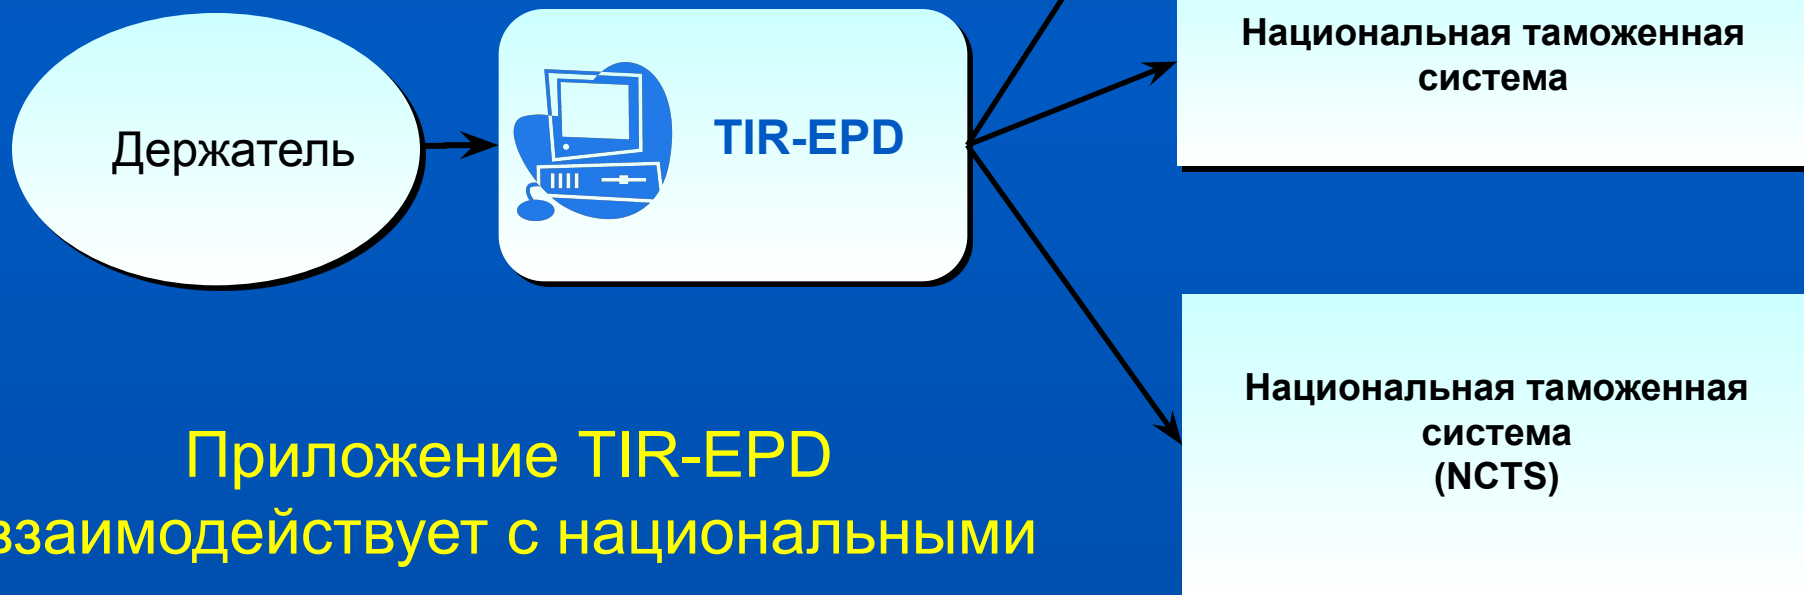 Держатель
TIR-EPD
Национальная таможенная
система
Национальная таможенная
система
(NCTS)
Приложение TIR-EPD
взаимодействует с национальными